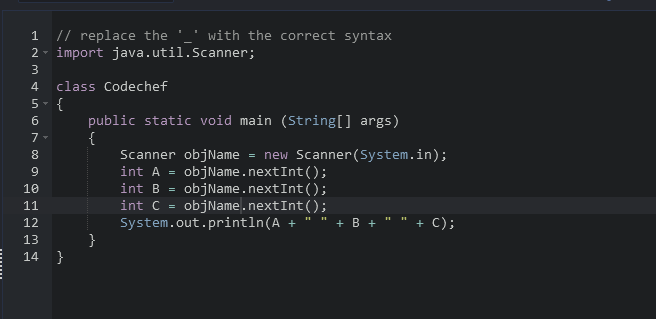 1 // replace the '_' with the correct syntax
2 import java.util.Scanner;
3
4 class Codechef
5 {
6 public static void main (String[] args)
7 {
8 Scanner objName = new Scanner(System.in);
9 int A = objName.nextInt();
10 int B = objName.nextInt();
11 int C = objName.nextInt();
12 System.out.println(A + " " + B + " " + C);
13 }
14 }